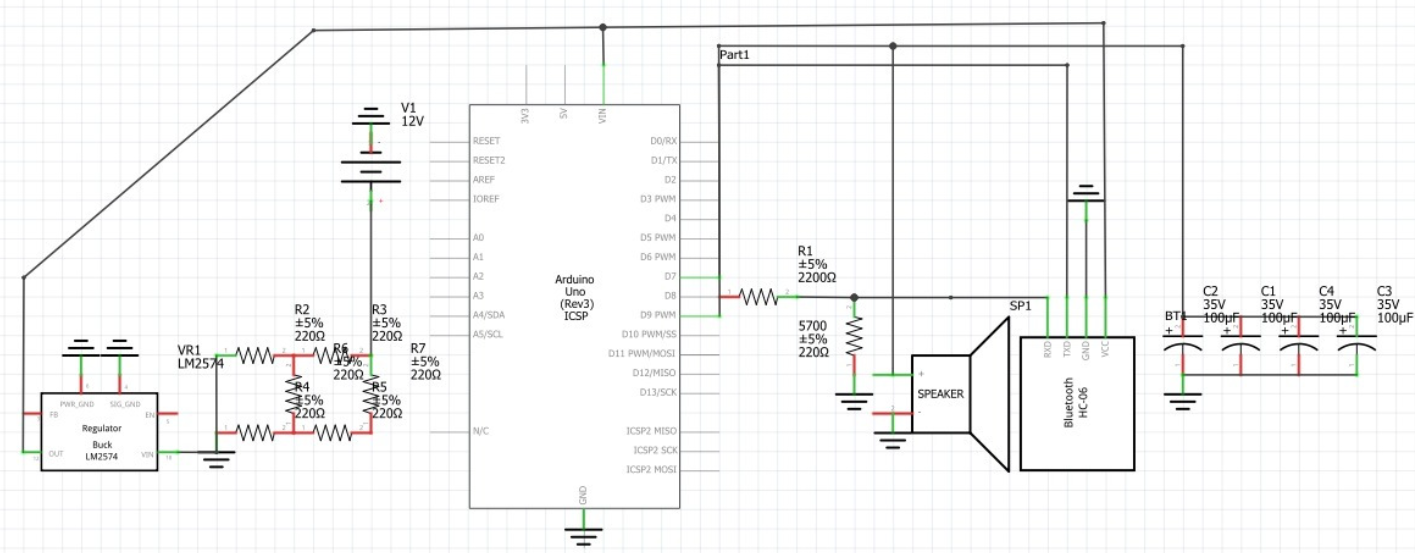 Part1
V1
12V
3V3
5V
VIN
RESET
RESET2
AREF
IOREF
A0
A1
A2
A3
A4/SDA
A5/SCL
N/C
Arduino
Uno
(Rev3)
ICSP
D0/RX
D1/TX
D2
D3 PWM
D4
D5 PWM
D6 PWM
D7
D8
D9 PWM
D10 PWM/SS
D11 PWM/MOSI
D12/MISO
D13/SCK
ICSP2 MISO
ICSP2 SCK
ICSP2 MOSI
GND
R2
±5%
220Ω
R3
±5%
220Ω
R6
±5%
220Ω
R7
±5%
220Ω
R4
±5%
220Ω
R5
±5%
220Ω
VR1
LM2574
PWR_GND
SIG_GND
FB
EN
OUT
VIN
Regulator
Buck
LM2574
R1
±5%
2200Ω
5700
±5%
220Ω
SP1
SPEAKER
+
-
RXD
TXD
GND
VCC
Bluetooth
HC-06
BT1
C2
35V
100μF
C1
35V
100μF
C4
35V
100μF
C3
35V
100μF